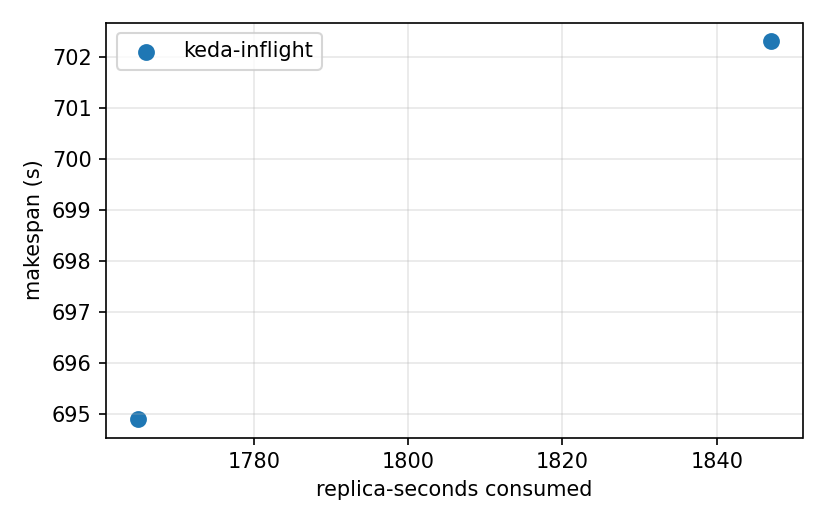 keda-inflight
makespan (s)
702
701
700
699
698
697
696
695
1780 1800 1820 1840
replica-seconds consumed